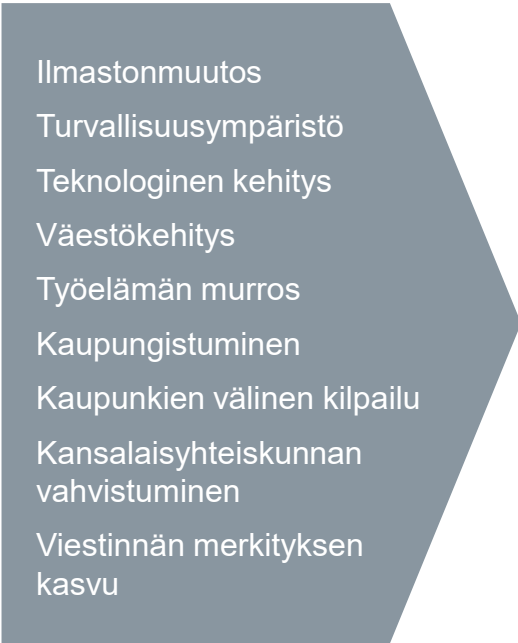 Ilmastonmuutos
Turvallisuusympäristö
Teknologinen kehitys
Väestökehitys
Työelämän murros
Kaupungistuminen
Kaupunkien välinen kilpailu
Kansalaisyhteiskunnan
vahvistuminen
Viestinnän merkityksen
kasvu